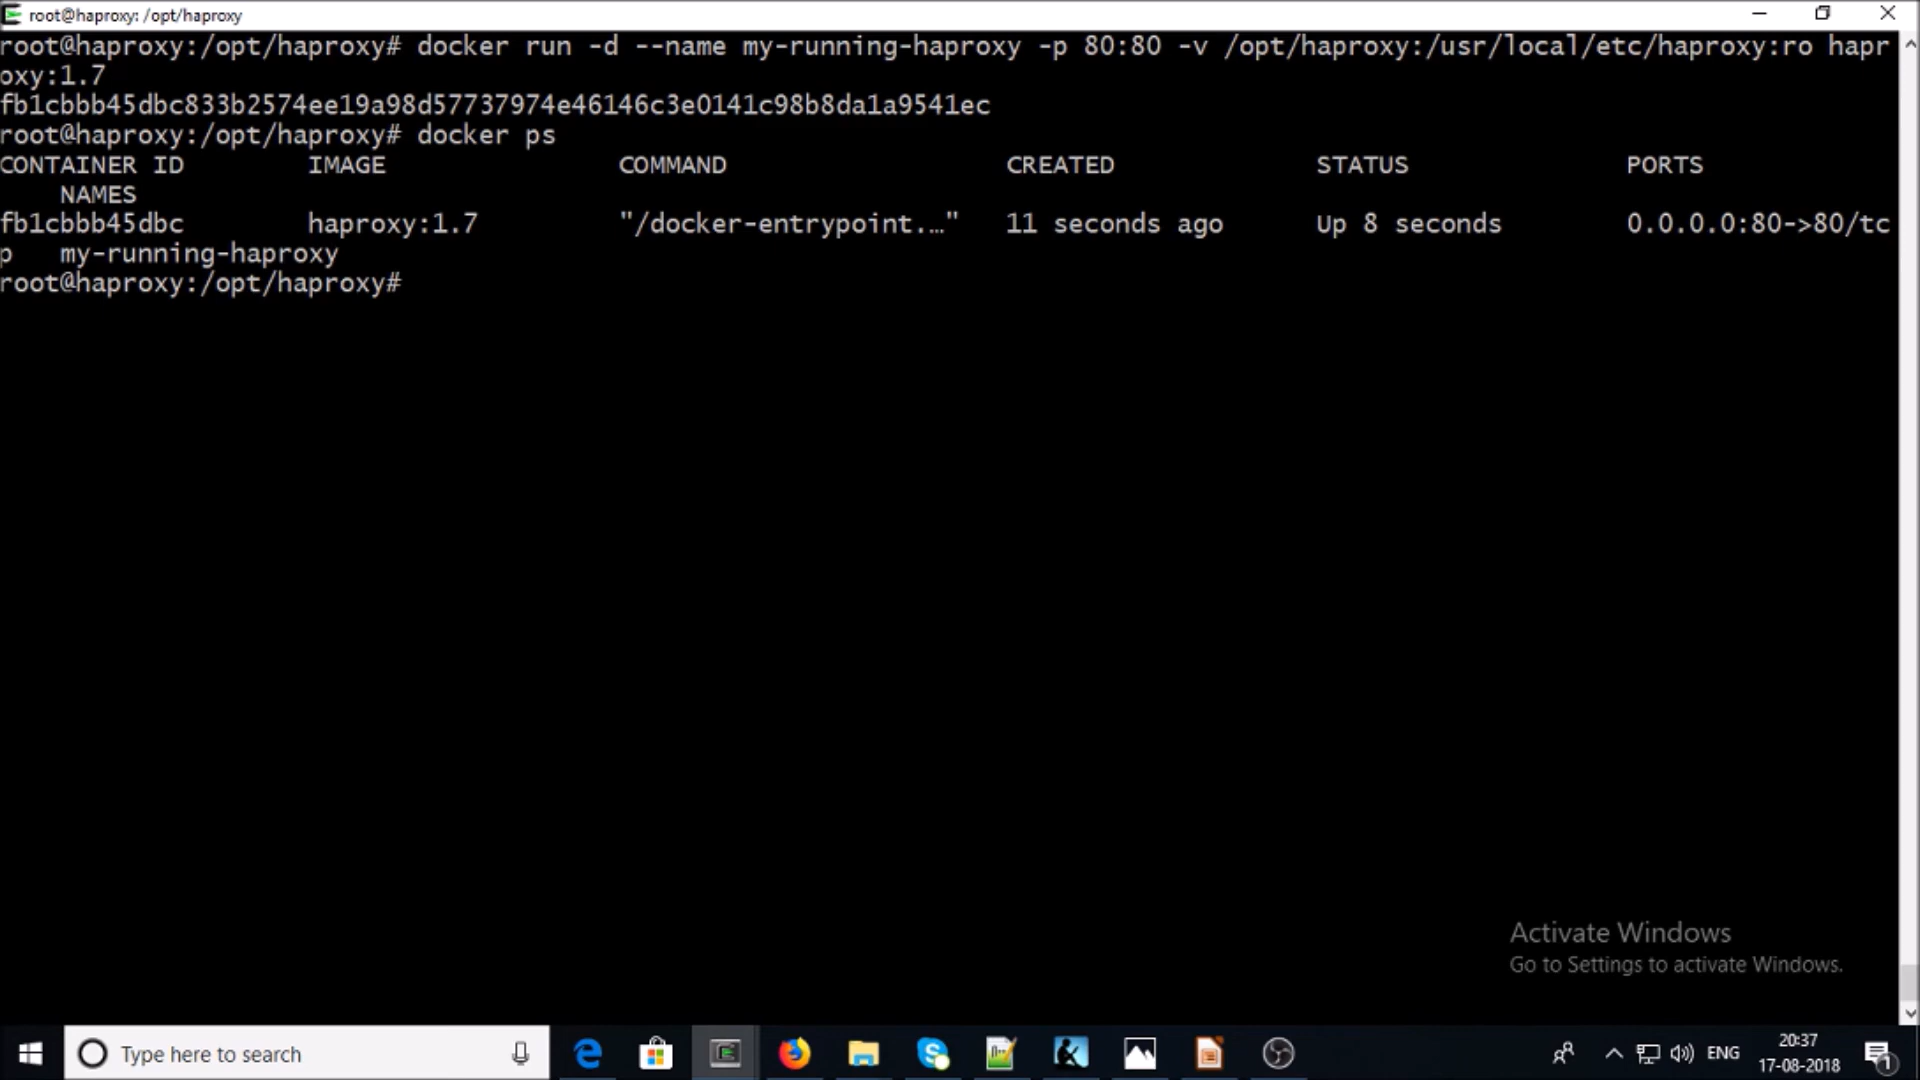 root@haproxy: /opt/haproxy
root@haproxy:/opt/haproxy# docker run -d --name my-running-haproxy -p 80:80 -v /opt/haproxy:/usr/local/etc/haproxy:ro hapr
oxy:1.7
fb1cbbb45dbc833b2574ee19a98d57737974e46146c3e0141c98b8da1a9541ec
root@haproxy:/opt/haproxy# docker ps
CONTAINER ID        IMAGE               COMMAND                  CREATED             STATUS              PORTS
    NAMES
fb1cbbb45dbc        haproxy:1.7         "/docker-entrypoint.…"   11 seconds ago      Up 8 seconds        0.0.0.0:80->80/tc
p   my-running-haproxy
root@haproxy:/opt/haproxy#
Activate Windows
Go to Settings to activate Windows.
Type here to search
ENG
20:37
17-08-2018
1